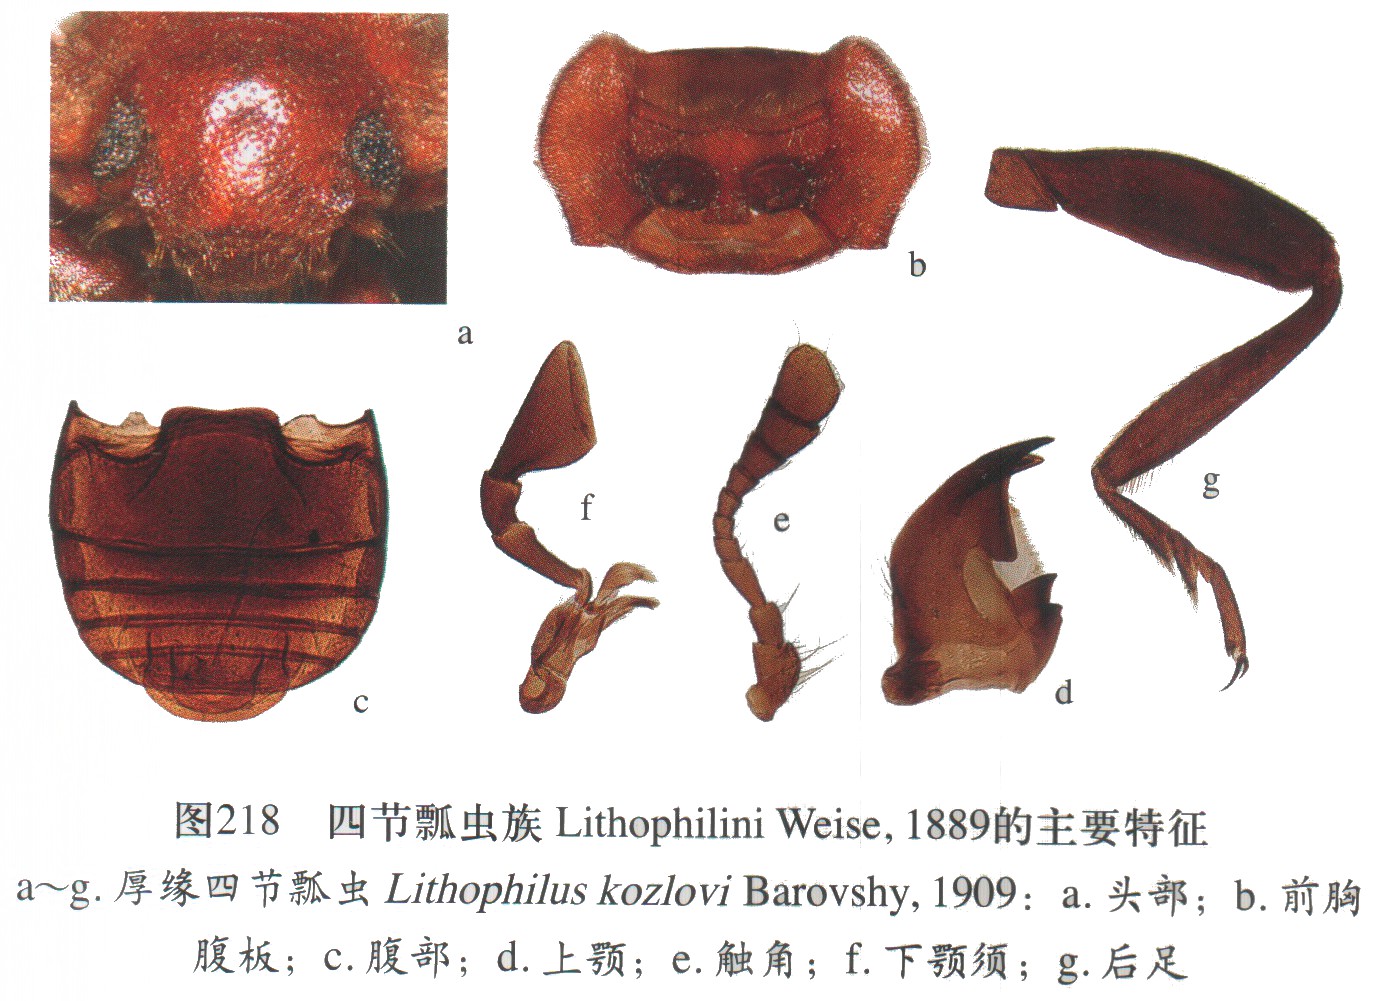 a
b
c
f
e
d
g
图218 四节瓢虫族 Lithophilini Weise, 1889的主要特征
a～g. 厚缘四节瓢虫 Lithophilus kozlovi Barovshy, 1909：a. 头部；b. 前胸
腹板；c. 腹部；d. 上颚；e. 触角；f. 下颚须；g. 后足